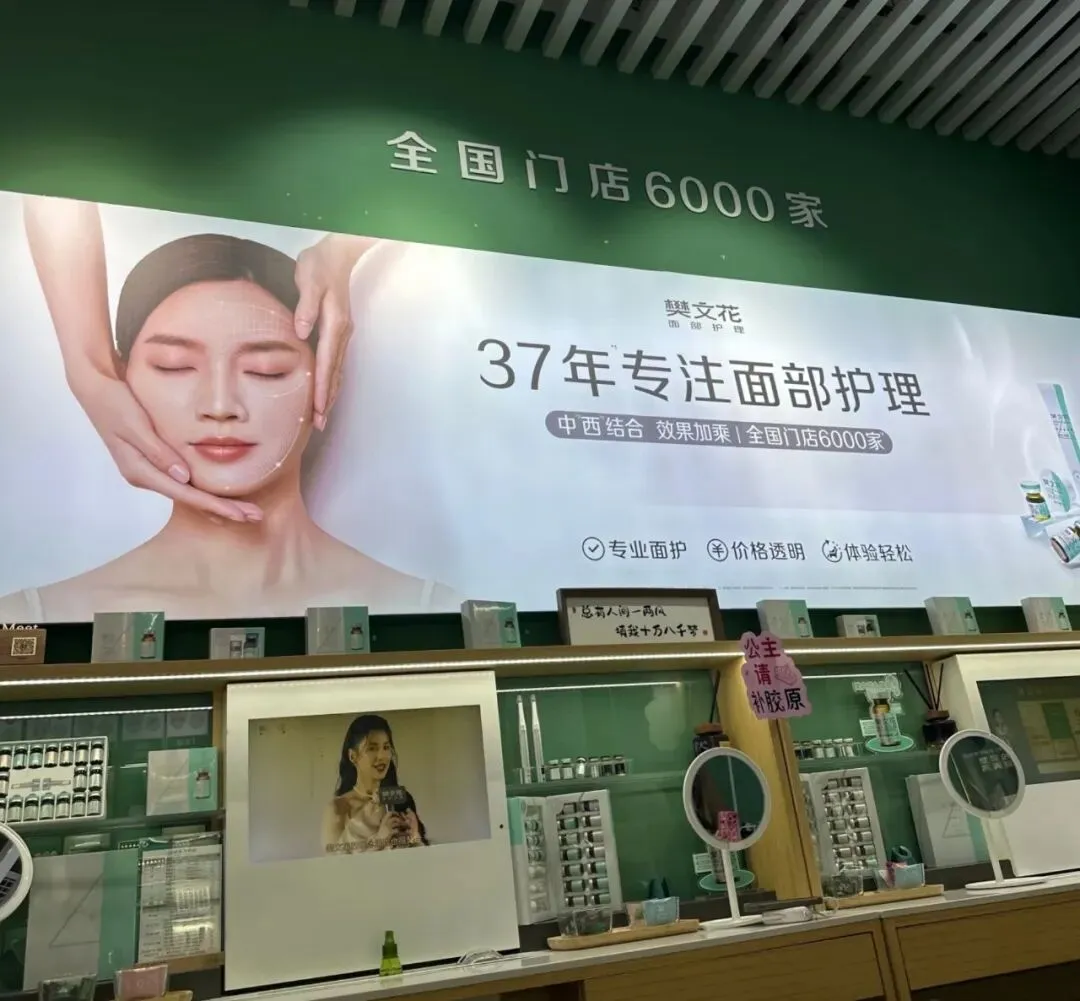 全国门店6000家
樊文花
面部护理
37年专注面部护理
中"西"结合 效果加乘 | 全国门店6000家
专业面护 价格透明 体验轻松
总有人间一两风
填我十万八千梦
Meet
公主
请
补胶原